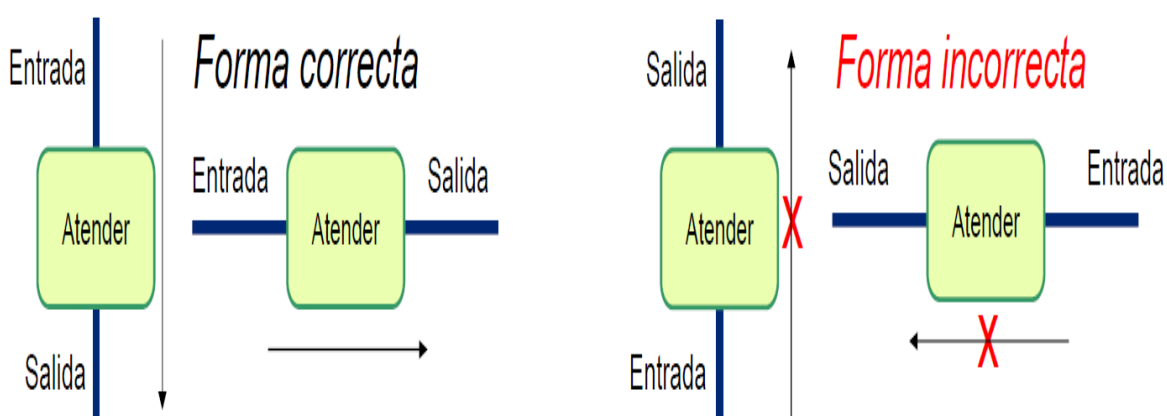 Forma correcta
Entrada
Atender
Salida
Entrada
Atender
Salida
Forma incorrecta
Salida
Atender
X
Entrada
Salida
Atender
Entrada
X